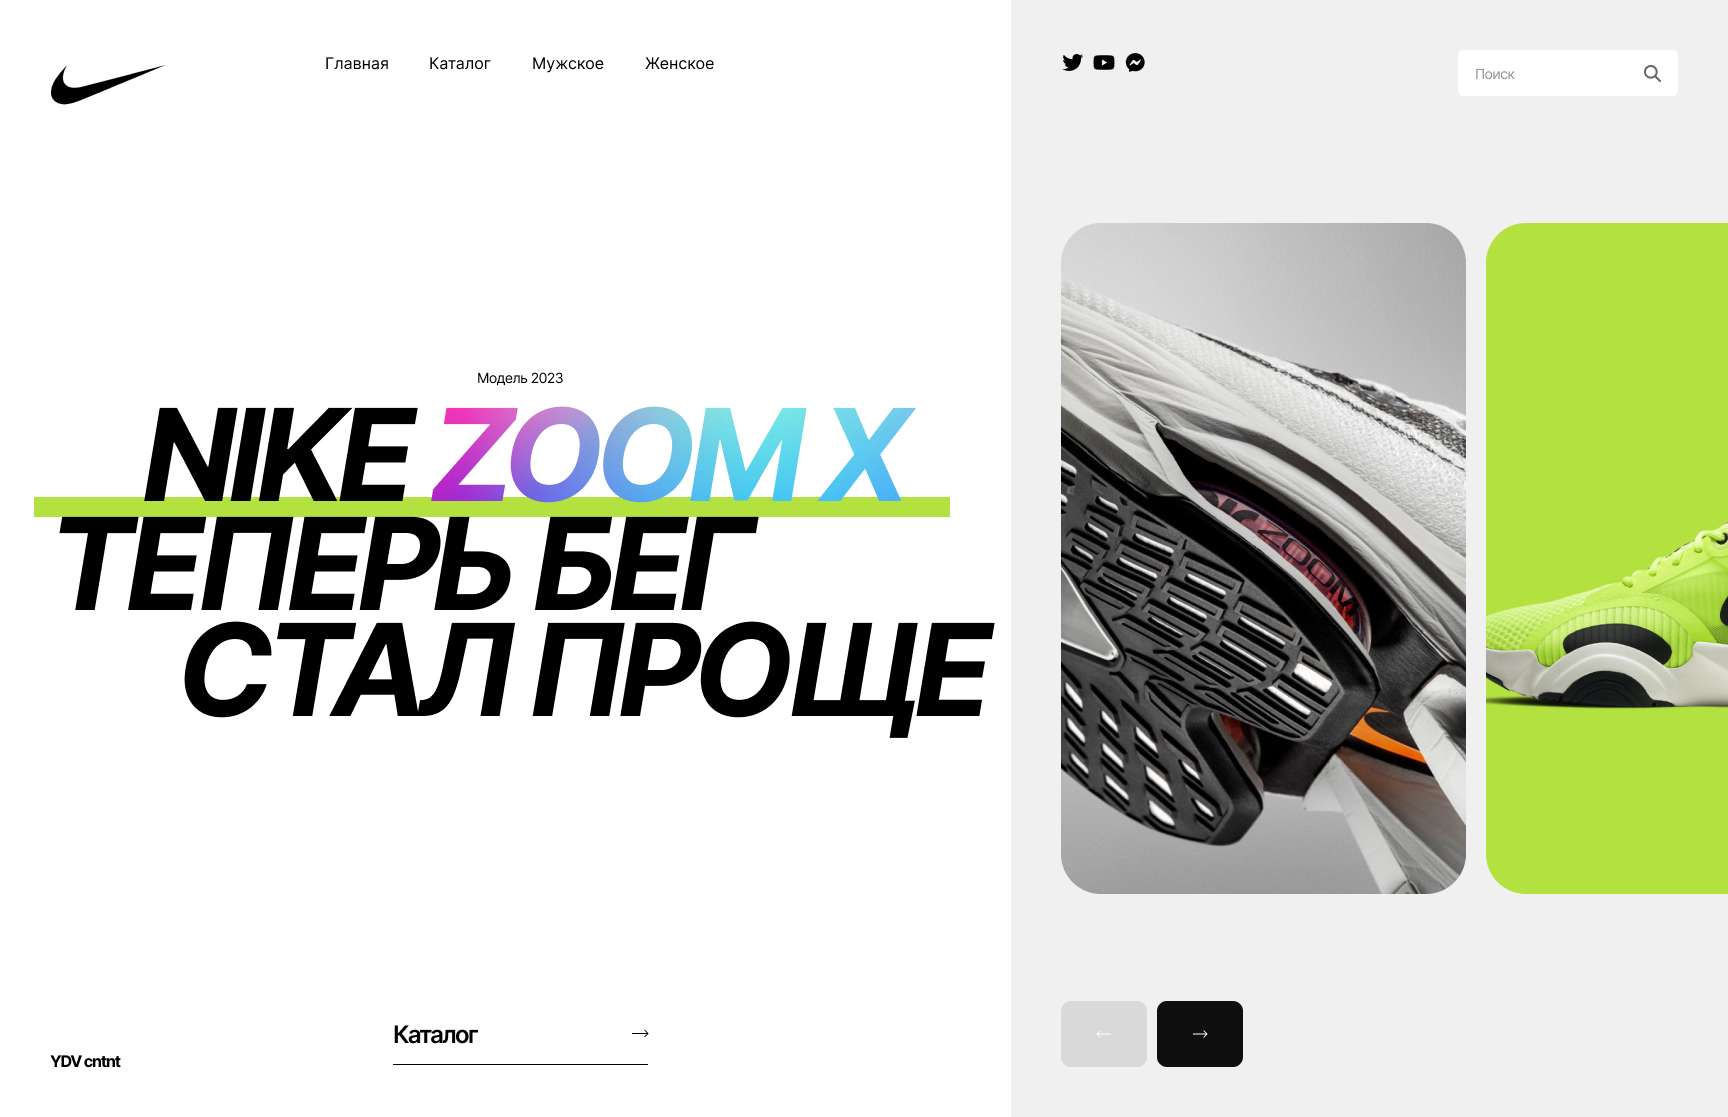 Главная Каталог Мужское Женское
Поиск
Модель 2023
NIKE ZOOM X
ТЕПЕРЬ БЕГ
СТАЛ ПРОЩЕ
ZOOM
Каталог
YDV cntnt